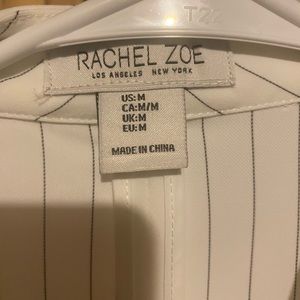 RACHEL ZOE
LOS ANGELES NEW YORK
US:M
CA:M/M
UK:M
EU:M
MADE IN CHINA